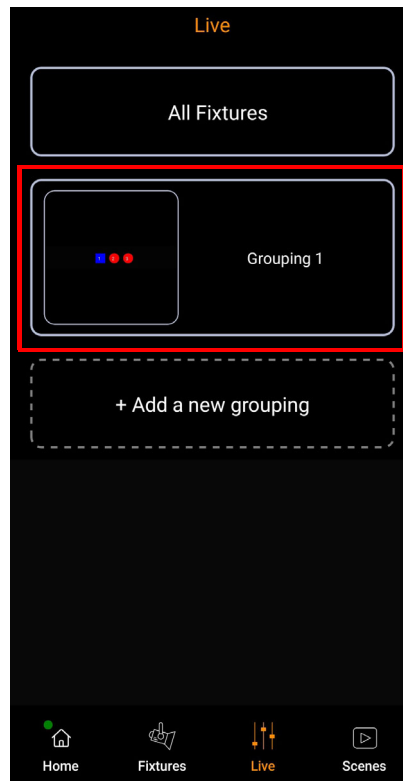 Live
All Fixtures
Grouping 1
+ Add a new grouping
Home Fixtures Live Scenes